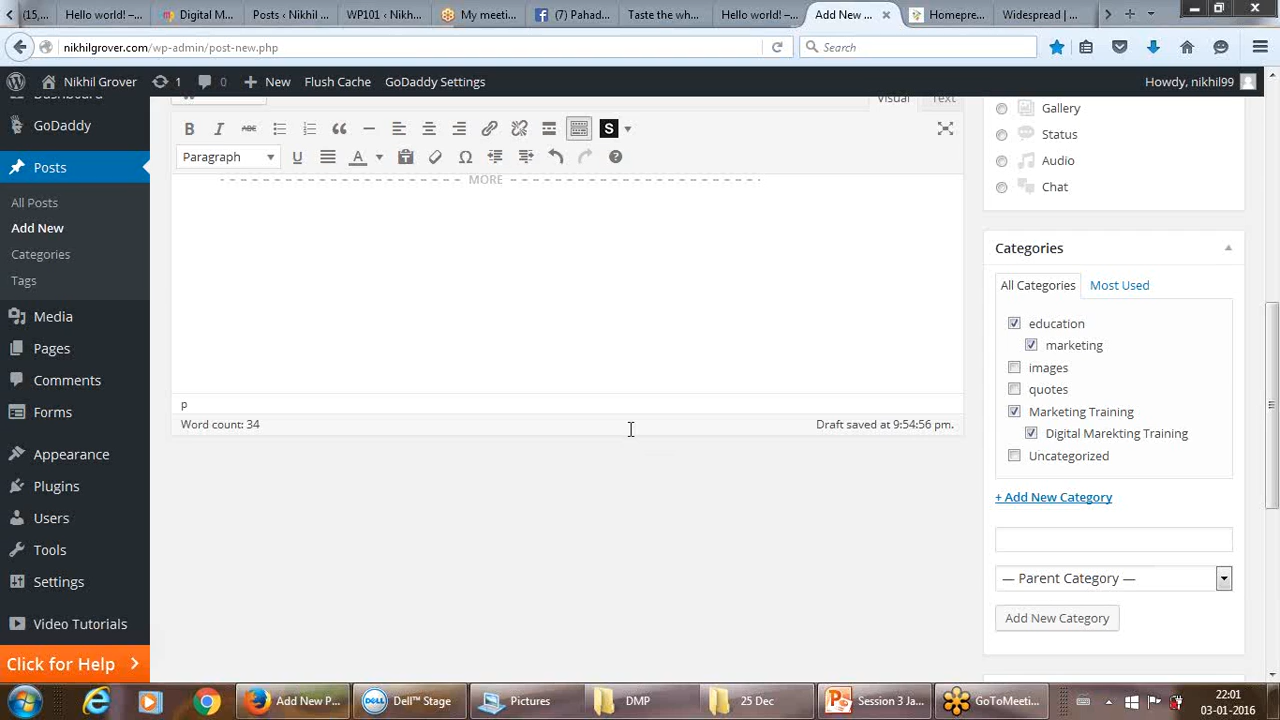 (15,
Hello world! –...
Digital M...
Posts ‹ Nikhil ...
WP101 ‹ Nikh...
My meeti...
(7) Pahad...
Taste the wh...
Hello world! –...
Add New ...
Homepre...
Widespread | ...
nikhilgrover.com/wp-admin/post-new.php
Search
Nikhil Grover
1
0
New
Flush Cache
GoDaddy Settings
Howdy, nikhil99
Dashboard
GoDaddy
Posts
All Posts
Add New
Categories
Tags
Media
Pages
Comments
Forms
Appearance
Plugins
Users
Tools
Settings
Video Tutorials
Click for Help
Visual
Text
B I ABC
S
Paragraph
U
A
MORE
p
Word count: 34
Draft saved at 9:54:56 pm.
Gallery
Status
Audio
Chat
Categories
All Categories
Most Used
education
marketing
images
quotes
Marketing Training
Digital Marekting Training
Uncategorized
+ Add New Category
— Parent Category —
Add New Category
Add New P...
DELL
Dell™ Stage
Pictures
DMP
25 Dec
Session 3 Ja...
GoToMeeti...
22:01
03-01-2016